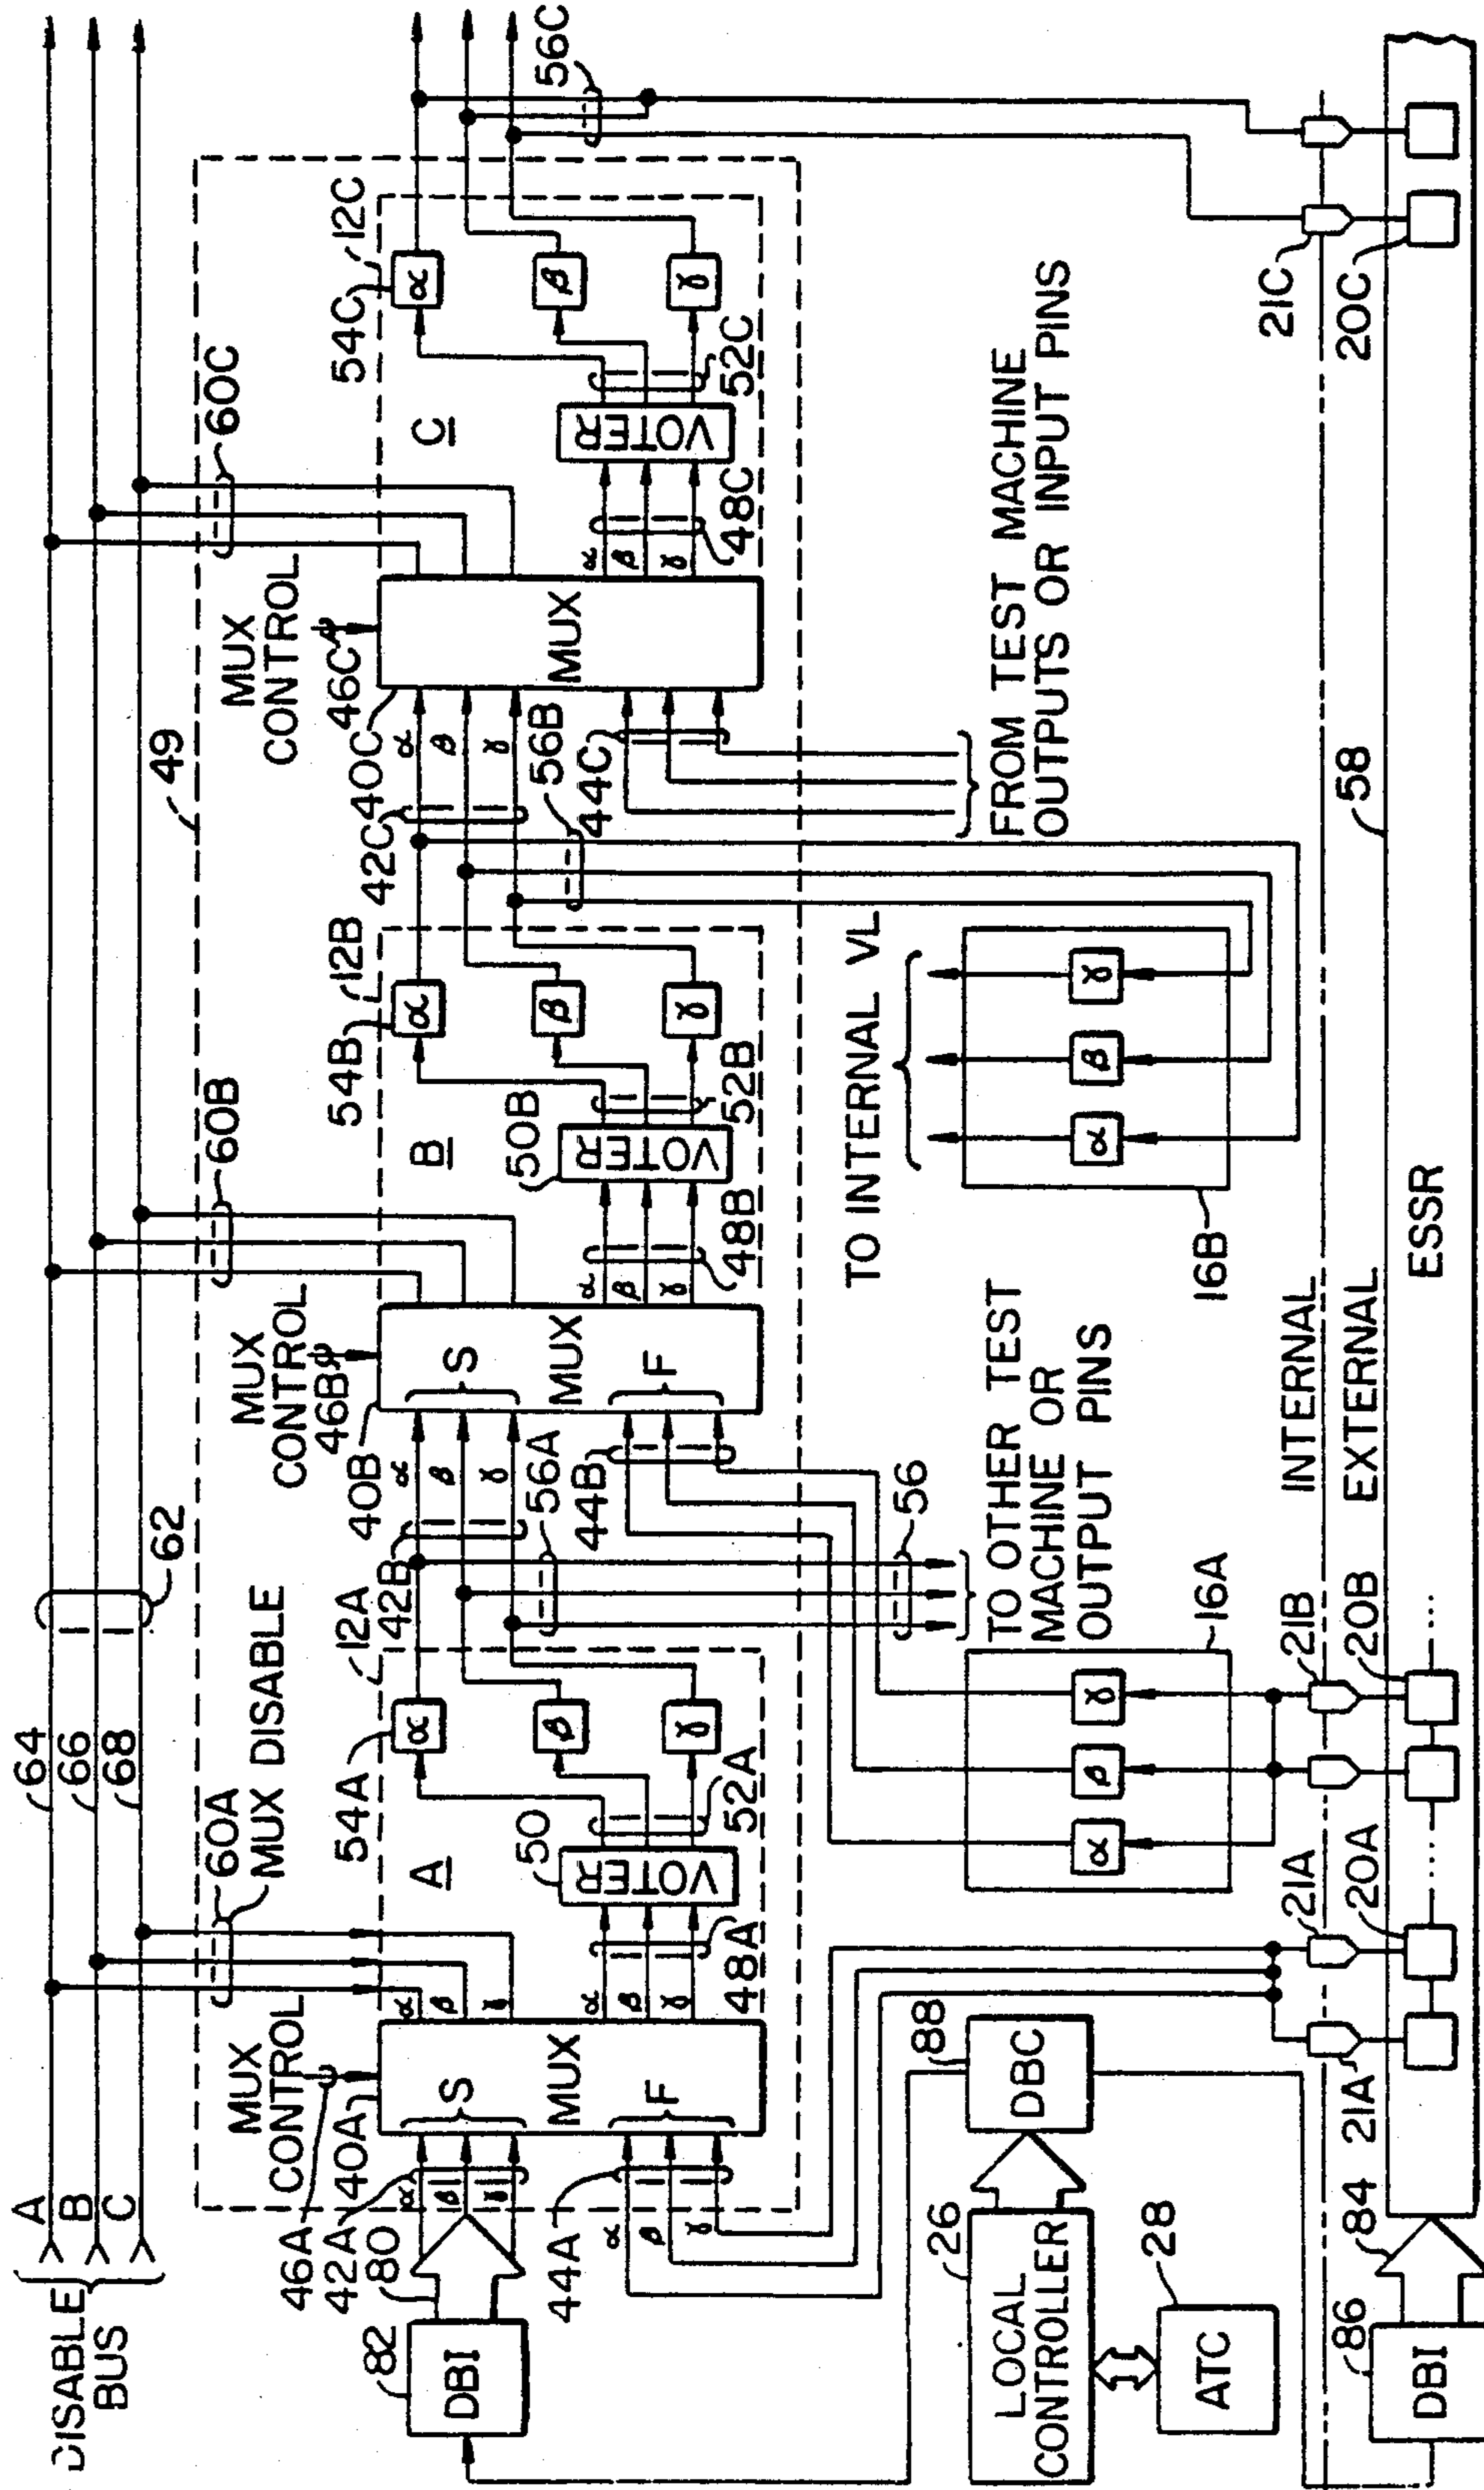 DISABLE
BUS
A
B
C
64
66
68
60A
MUX DISABLE
62
60B
60C
49
MUX
CONTROL
46A
40A
42A
80
82
DBI
44A
α
β
γ
α
β
γ
S
MUX
F
α
β
γ
α
β
γ
48A
A
50
VOTER
52A
54A
α
β
γ
12A
42B
56A
40B
α
β
γ
44B
MUX
CONTROL
46B
S
MUX
F
α
β
γ
48B
B
50B
VOTER
52B
54B
α
β
γ
12B
42C
56B
40C
α
β
γ
44C
MUX
CONTROL
46C
MUX
α
β
γ
48C
C
VOTER
52C
54C
α
β
γ
12C
56C
56
TO OTHER TEST
MACHINE OR
OUTPUT PINS
TO INTERNAL VL
FROM TEST MACHINE
OUTPUTS OR INPUT PINS
26
LOCAL
CONTROLLER
28
ATC
88
DBC
α
β
γ
16A
α
β
γ
16B
INTERNAL
EXTERNAL
21A
21A
20A
21B
20B
21C
20C
86
DBI
84
ESSR
58